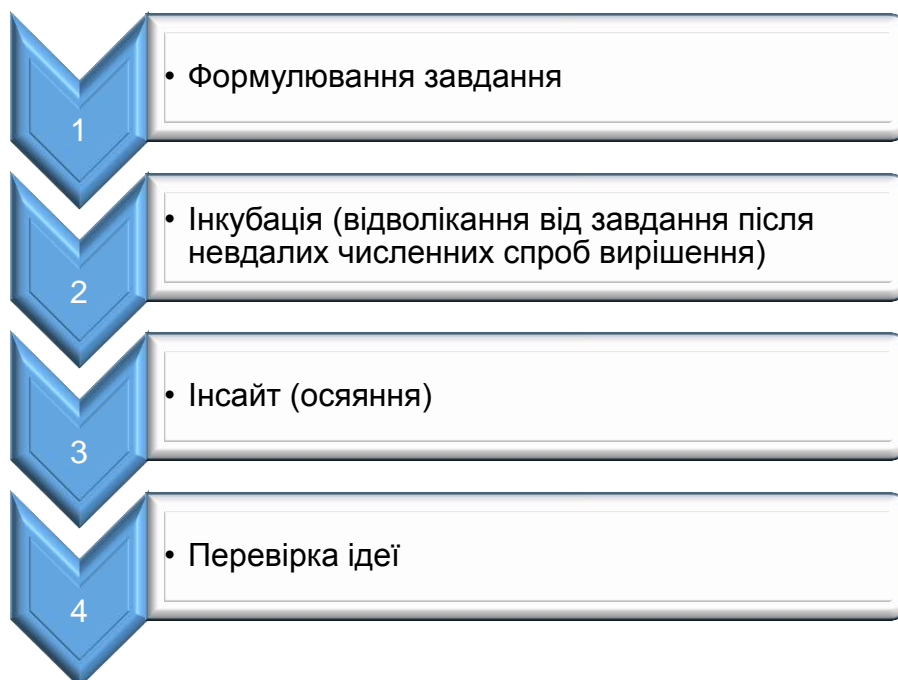 1
• Формулювання завдання
2
• Інкубація (відволікання від завдання після
невдалих численних спроб вирішення)
3
• Інсайт (осяяння)
4
• Перевірка ідеї